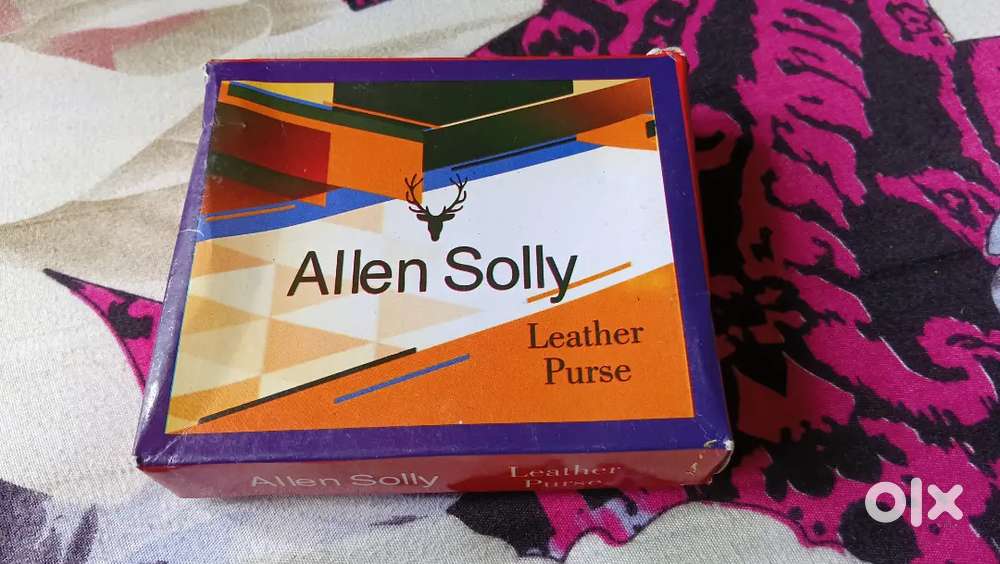 Allen Solly
Leather
Purse
Allen Solly
Leather
Purse
olx